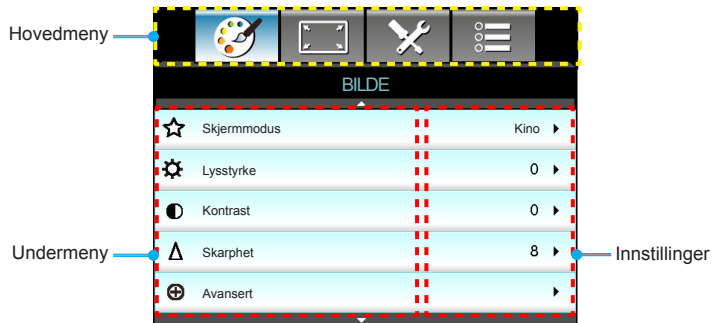 Hovedmeny
BILDE
Skjermmodus Kino
Lysstyrke 0
Kontrast 0
Undermeny Skarphet 8 Innstillinger
Avansert